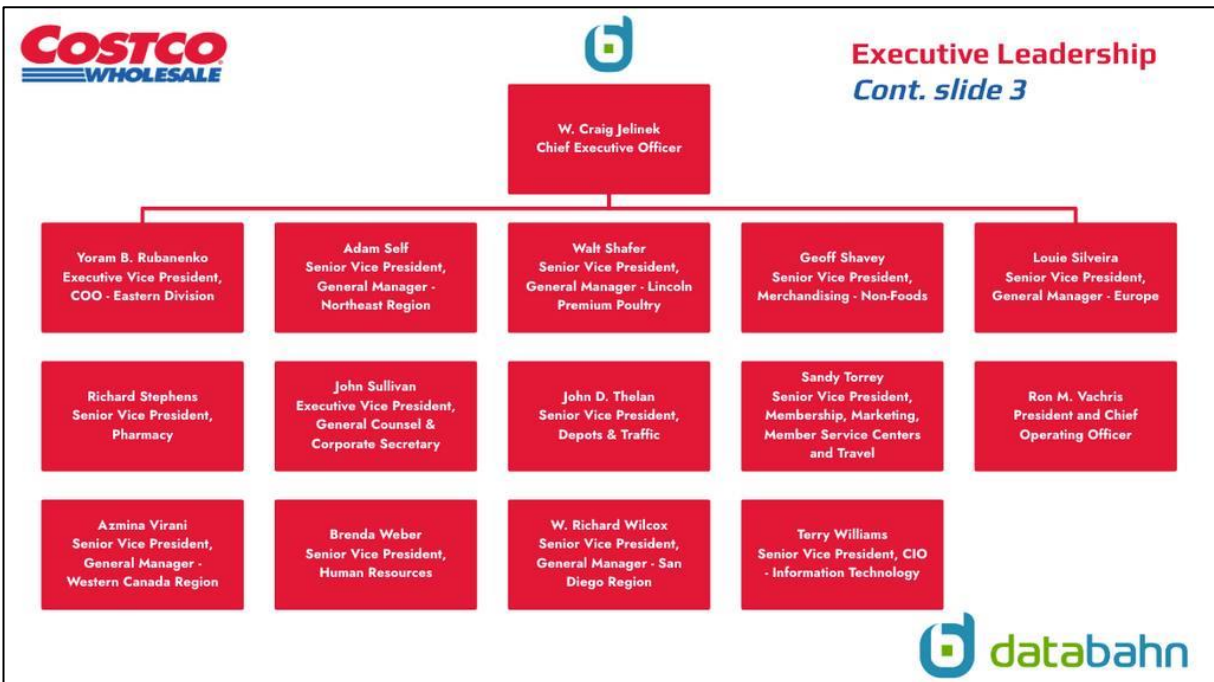 COSTCO
WHOLESALE
Executive Leadership
Cont. slide 3
W. Craig Jelinek
Chief Executive Officer
Yoram B. Rubanenko
Executive Vice President,
COO - Eastern Division
Adam Self
Senior Vice President,
General Manager -
Northeast Region
Walt Shafer
Senior Vice President,
General Manager - Lincoln
Premium Poultry
Geoff Shavey
Senior Vice President,
Merchandising - Non-Foods
Louie Silveira
Senior Vice President,
General Manager - Europe
Richard Stephens
Senior Vice President,
Pharmacy
John Sullivan
Executive Vice President,
General Counsel &
Corporate Secretary
John D. Thelan
Senior Vice President,
Depots & Traffic
Sandy Torrey
Senior Vice President,
Membership, Marketing,
Member Service Centers
and Travel
Ron M. Vachris
President and Chief
Operating Officer
Azmina Virani
Senior Vice President,
General Manager -
Western Canada Region
Brenda Weber
Senior Vice President,
Human Resources
W. Richard Wilcox
Senior Vice President,
General Manager - San
Diego Region
Terry Williams
Senior Vice President, CIO
- Information Technology
databahn